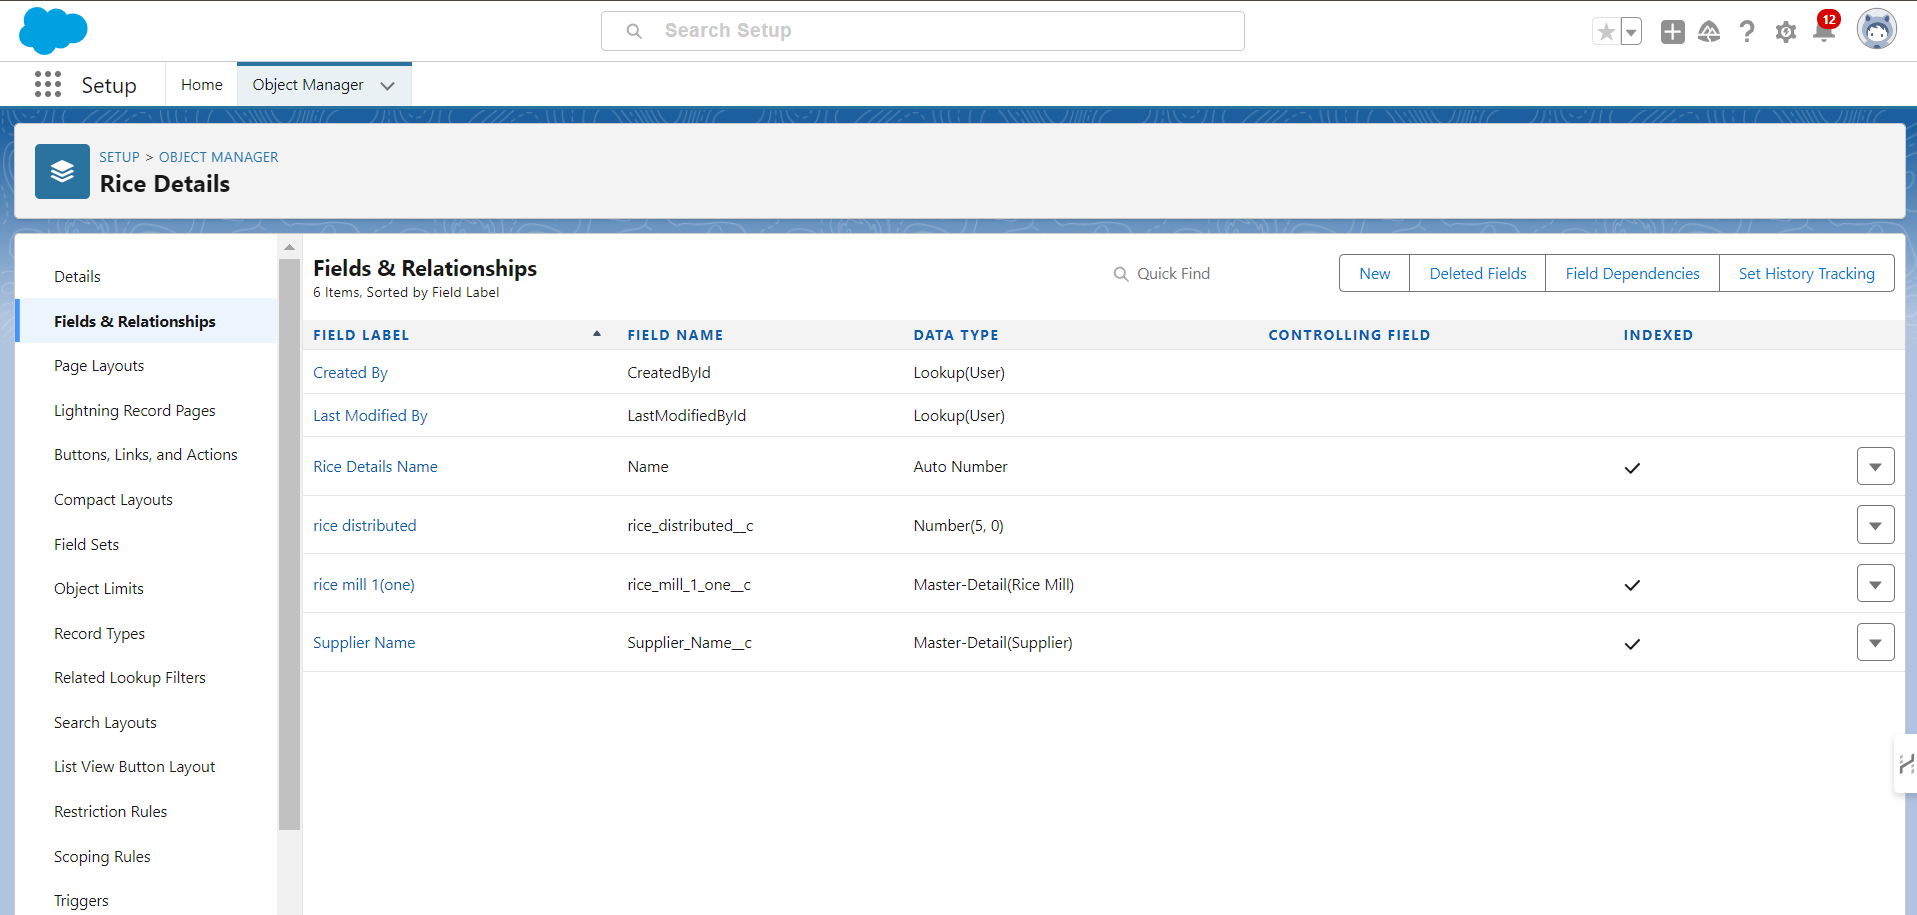 Search Setup
12
Setup
Home
Object Manager
SETUP > OBJECT MANAGER
Rice Details
Details
Fields & Relationships
Page Layouts
Lightning Record Pages
Buttons, Links, and Actions
Compact Layouts
Field Sets
Object Limits
Record Types
Related Lookup Filters
Search Layouts
List View Button Layout
Restriction Rules
Scoping Rules
Triggers
Fields & Relationships
6 Items, Sorted by Field Label
Quick Find
New Deleted Fields Field Dependencies Set History Tracking
FIELD LABEL FIELD NAME DATA TYPE CONTROLLING FIELD INDEXED
Created By CreatedById Lookup(User)
Last Modified By LastModifiedById Lookup(User)
Rice Details Name Name Auto Number
rice distributed rice_distributed__c Number(5, 0)
rice mill 1(one) rice_mill_1_one__c Master-Detail(Rice Mill)
Supplier Name Supplier_Name__c Master-Detail(Supplier)